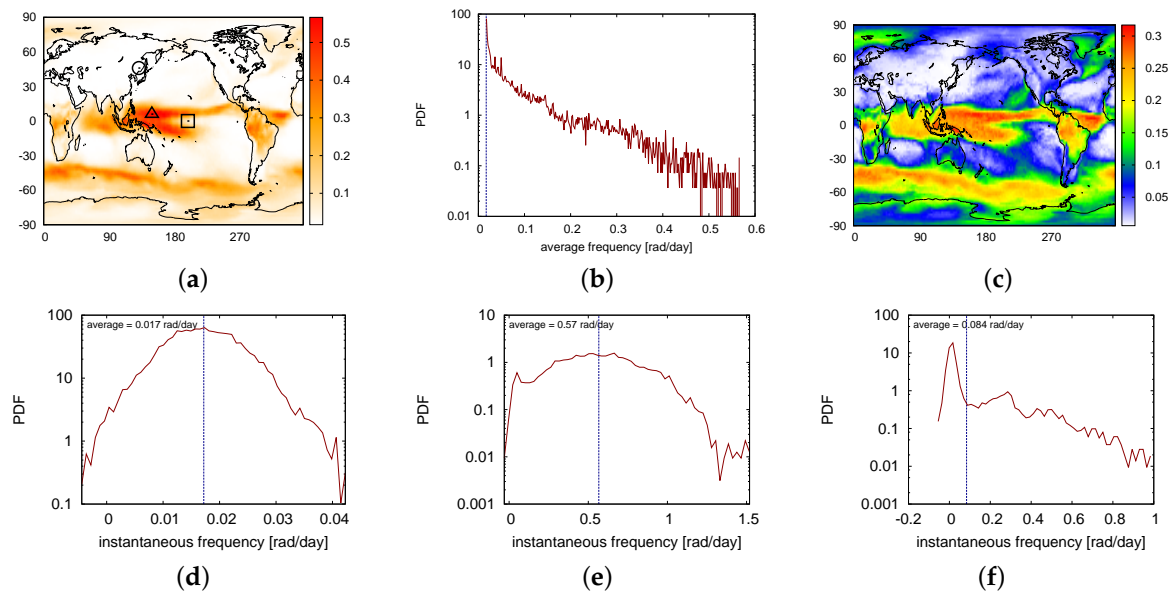 90
60
30
0
-30
-60
-90
0 90 180 270
0.5
0.4
0.3
0.2
0.1
(a)
100
10
1
0.1
0.01
PDF
0 0.1 0.2 0.3 0.4 0.5 0.6
average frequency [rad/day]
(b)
90
60
30
0
-30
-60
-90
0 90 180 270
0.3
0.25
0.2
0.15
0.1
0.05
(c)
100
10
1
0.1
PDF
average = 0.017 rad/day
0 0.01 0.02 0.03 0.04
instantaneous frequency [rad/day]
(d)
10
1
0.1
0.01
0.001
PDF
average = 0.57 rad/day
0 0.5 1 1.5
instantaneous frequency [rad/day]
(e)
100
10
1
0.1
0.01
0.001
PDF
average = 0.084 rad/day
-0.2 0 0.2 0.4 0.6 0.8 1
instantaneous frequency [rad/day]
(f)